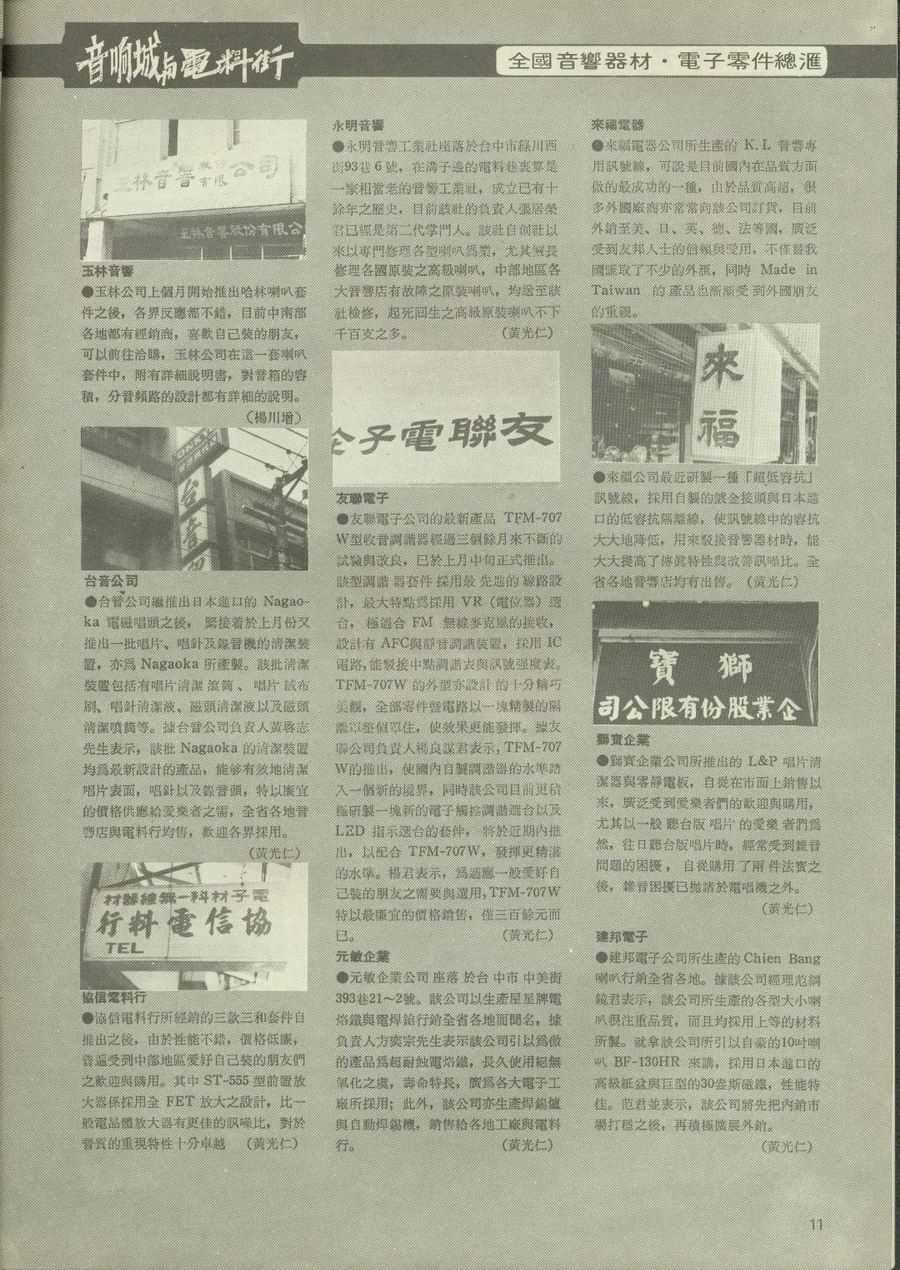 音响城與電料街
全國音響器材・電子零件總滙
玉林音響股份有限公司
玉林音響股份有限公
玉林音響
●玉林公司上個月開始推出哈林喇叭套
件之後，各界反應都不錯，目前中南部
各地都有經銷商，喜歡自己裝的朋友，
可以前往洽購，玉林公司在這一套喇叭
套件中，附有詳細說明書，對音箱的容
積，分音頻路的設計都有詳細的說明。
（楊川增）
台音
台音公司
●台音公司繼推出日本進口的 Nagao-
ka 電磁唱頭之後，緊接着於上月份又
推出一批唱片、唱針及錄音機的清潔裝
置，亦爲 Nagaoka 所產製。該批清潔
裝置包括有唱片清潔滾筒、唱片絨布
刷、唱針清潔液、磁頭清潔液以及磁頭
清潔噴筒等。據台音公司負責人黃啓志
先生表示，該批 Nagaoka 的清潔裝置
均爲最新設計的產品，能够有效地清潔
唱片表面，唱針以及錄音頭，特以廉宜
的價格供應給愛樂者之需，全省各地音
響店與電料行均售，歡迎各界採用。
（黃光仁）
電子材料—無線器材
協信電料行
TEL
協信電料行
●協信電料行所經銷的三款三和套件自
推出之後，由於性能不錯，價格低廉，
普遍受到中部地區愛好自己裝的朋友們
之歡迎與購用。其中 ST-555 型前置放
大器係採用全 FET 放大之設計，比一
般電晶體放大器有更佳的訊噪比，對於
音質的重現特性十分卓越　（黃光仁）
永明音響
●永明音響工業社座落於台中市綠川西
街93巷6號，在溝子邊的電料巷裏算是
一家相當老的音響工業社，成立已有十
餘年之歷史，目前該社的負責人張居榮
君已經是第二代掌門人。該社自創社以
來以專門修理各型喇叭爲業，尤其擅長
修理各國原裝之高級喇叭，中部地區各
大音響店有故障之原裝喇叭，均送至該
社檢修，起死回生之高級原裝喇叭不下
千百支之多。（黃光仁）
友聯電子企
友聯電子
●友聯電子公司的最新產品 TFM-707
W型收音調諧器經過三個餘月來不斷的
試驗與改良，已於上月中旬正式推出。
該型調諧器套件採用最先進的線路設
計，最大特點爲採用 VR（電位器）選
台，極適合 FM 無線麥克風的接收，
設計有 AFC與靜音調諧裝置，採用 IC
電路，能駁接中點調諧表與訊號强度表。
TFM-707W 的外型亦設計的十分精巧
美觀，全部零件暨電路以一塊精製的隔
離罩整個罩住，使效果更能發揮。據友
聯公司負責人楊良謀君表示，TFM-707
W的推出，使國內自製調諧器的水準踏
入一個新的境界，同時該公司目前更積
極研製一塊新的電子觸控調諧選台以及
LED 指示選台的套件，將於近期內推
出，以配合 TFM-707W，發揮更精湛
的水準。楊君表示，爲適應一般愛好自
己裝的朋友之需要與選用，TFM-707W
特以最廉宜的價格銷售，僅三百餘元而
已。（黃光仁）
元敏企業
●元敏企業公司座落於台中市中美街
393巷21～2號。該公司以生產星星牌電
烙鐵與電焊錫行銷全省各地而聞名，據
負責人方奕宗先生表示該公司引以爲傲
的產品爲超耐蝕電烙鐵，長久使用絕無
氧化之虞，壽命特長，廣爲各大電子工
廠所採用；此外，該公司亦生產焊錫爐
與自動焊錫機，銷售給各地工廠與電料
行。（黃光仁）
來福電器
●來福電器公司所生產的 K.L 音響專
用訊號線，可說是目前國內在品質方面
做的最成功的一種，由於品質高超，很
多外國廠商亦常常向該公司訂貨，目前
外銷至美、日、英、德、法等國，廣泛
受到友邦人士的信賴與愛用，不僅替我
國賺取了不少的外匯，同時 Made in
Taiwan 的產品也漸漸受到外國朋友
的重視。
來福
●來福公司最近研製一種「超低容抗」
訊號線，採用自製的鍍金接頭與日本進
口的低容抗隔離線，使訊號線中的容抗
大大地降低，用來駁接音響器材時，能
大大提高了傳眞特性與改善訊噪比。全
省各地音響店均有出售。（黃光仁）
獅寶
企業股份有限公司
獅寶企業
●獅寶企業公司所推出的 L&P 唱片清
潔器與零靜電板，自從在市面上銷售以
來，廣泛受到愛樂者們的歡迎與購用，
尤其以一般聽台版唱片的愛樂者們爲
然，往日聽台版唱片時，經常受到雜音
問題的困擾，自從購用了兩件法寶之
後，雜音困擾已拋諸於電唱機之外。
（黃光仁）
建邦電子
●建邦電子公司所生產的 Chien Bang
喇叭行銷全省各地。據該公司經理范綱
鏡君表示，該公司所生產的各型大小喇
叭很注重品質，而且均採用上等的材料
所製。就拿該公司所引以自豪的10吋喇
叭 BF-130HR 來講，採用日本進口的
高級紙盆與巨型的30盎斯磁鐵，性能特
佳。范君並表示，該公司將先把內銷市
場打穩之後，再積極擴展外銷。
（黃光仁）
11